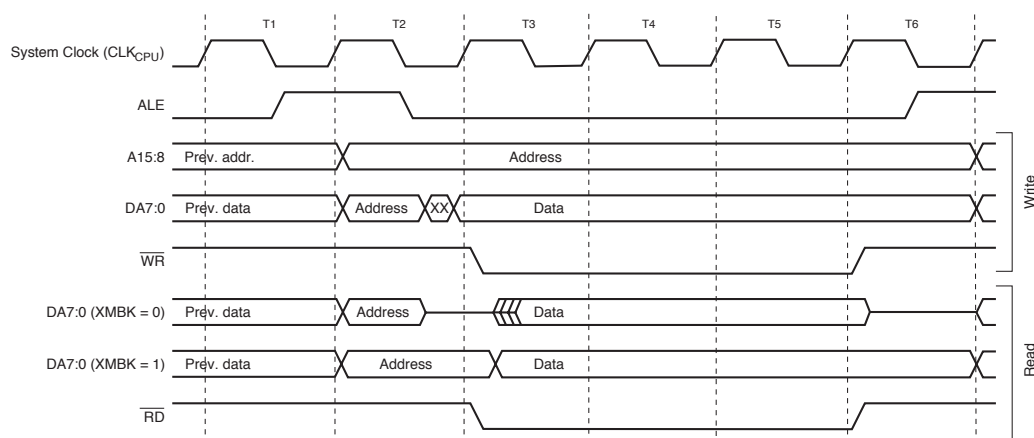 T1 T2 T3 T4 T5 T6
System Clock (CLKCPU)
ALE
A15:8 Prev. addr. Address
DA7:0 Prev. data Address XX Data
WR
Write
DA7:0 (XMBK = 0) Prev. data Address Data
DA7:0 (XMBK = 1) Prev. data Address Data
RD
Read